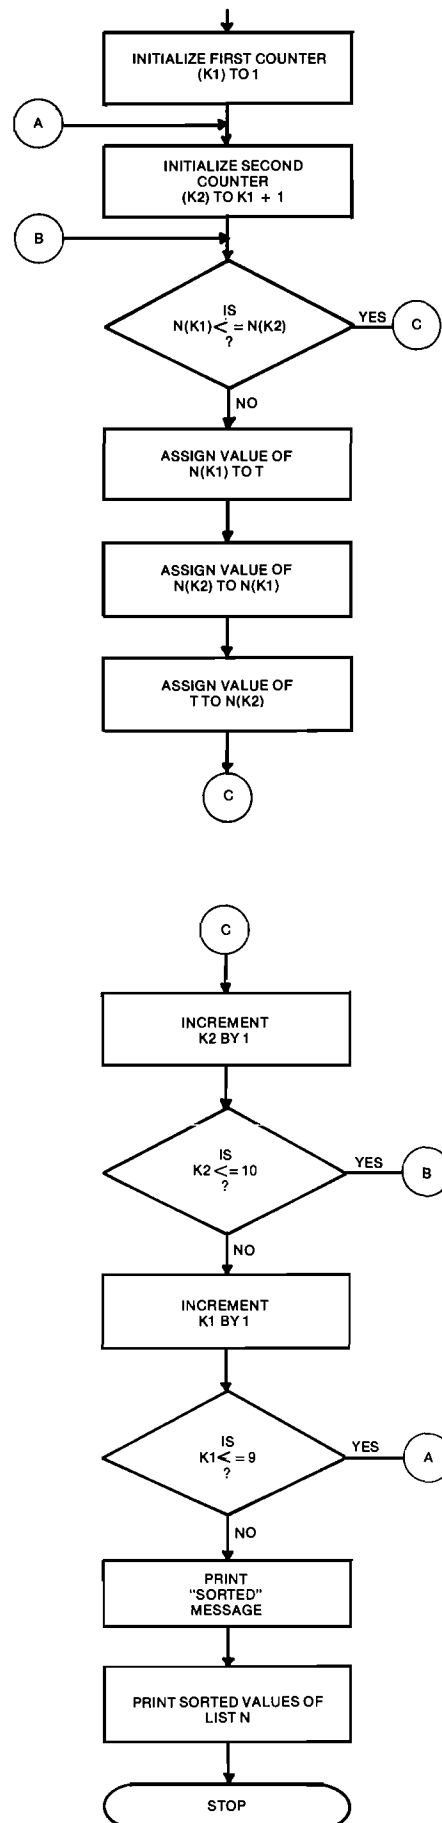 INITIALIZE FIRST COUNTER
(K1) TO 1
A
INITIALIZE SECOND
COUNTER
(K2) TO K1 + 1
B
IS
N(K1) <= N(K2)
?
YES
C
NO
ASSIGN VALUE OF
N(K1) TO T
ASSIGN VALUE OF
N(K2) TO N(K1)
ASSIGN VALUE OF
T TO N(K2)
C
C
INCREMENT
K2 BY 1
IS
K2 <= 10
?
YES
B
NO
INCREMENT
K1 BY 1
IS
K1 <= 9
?
YES
A
NO
PRINT
"SORTED"
MESSAGE
PRINT SORTED VALUES OF
LIST N
STOP